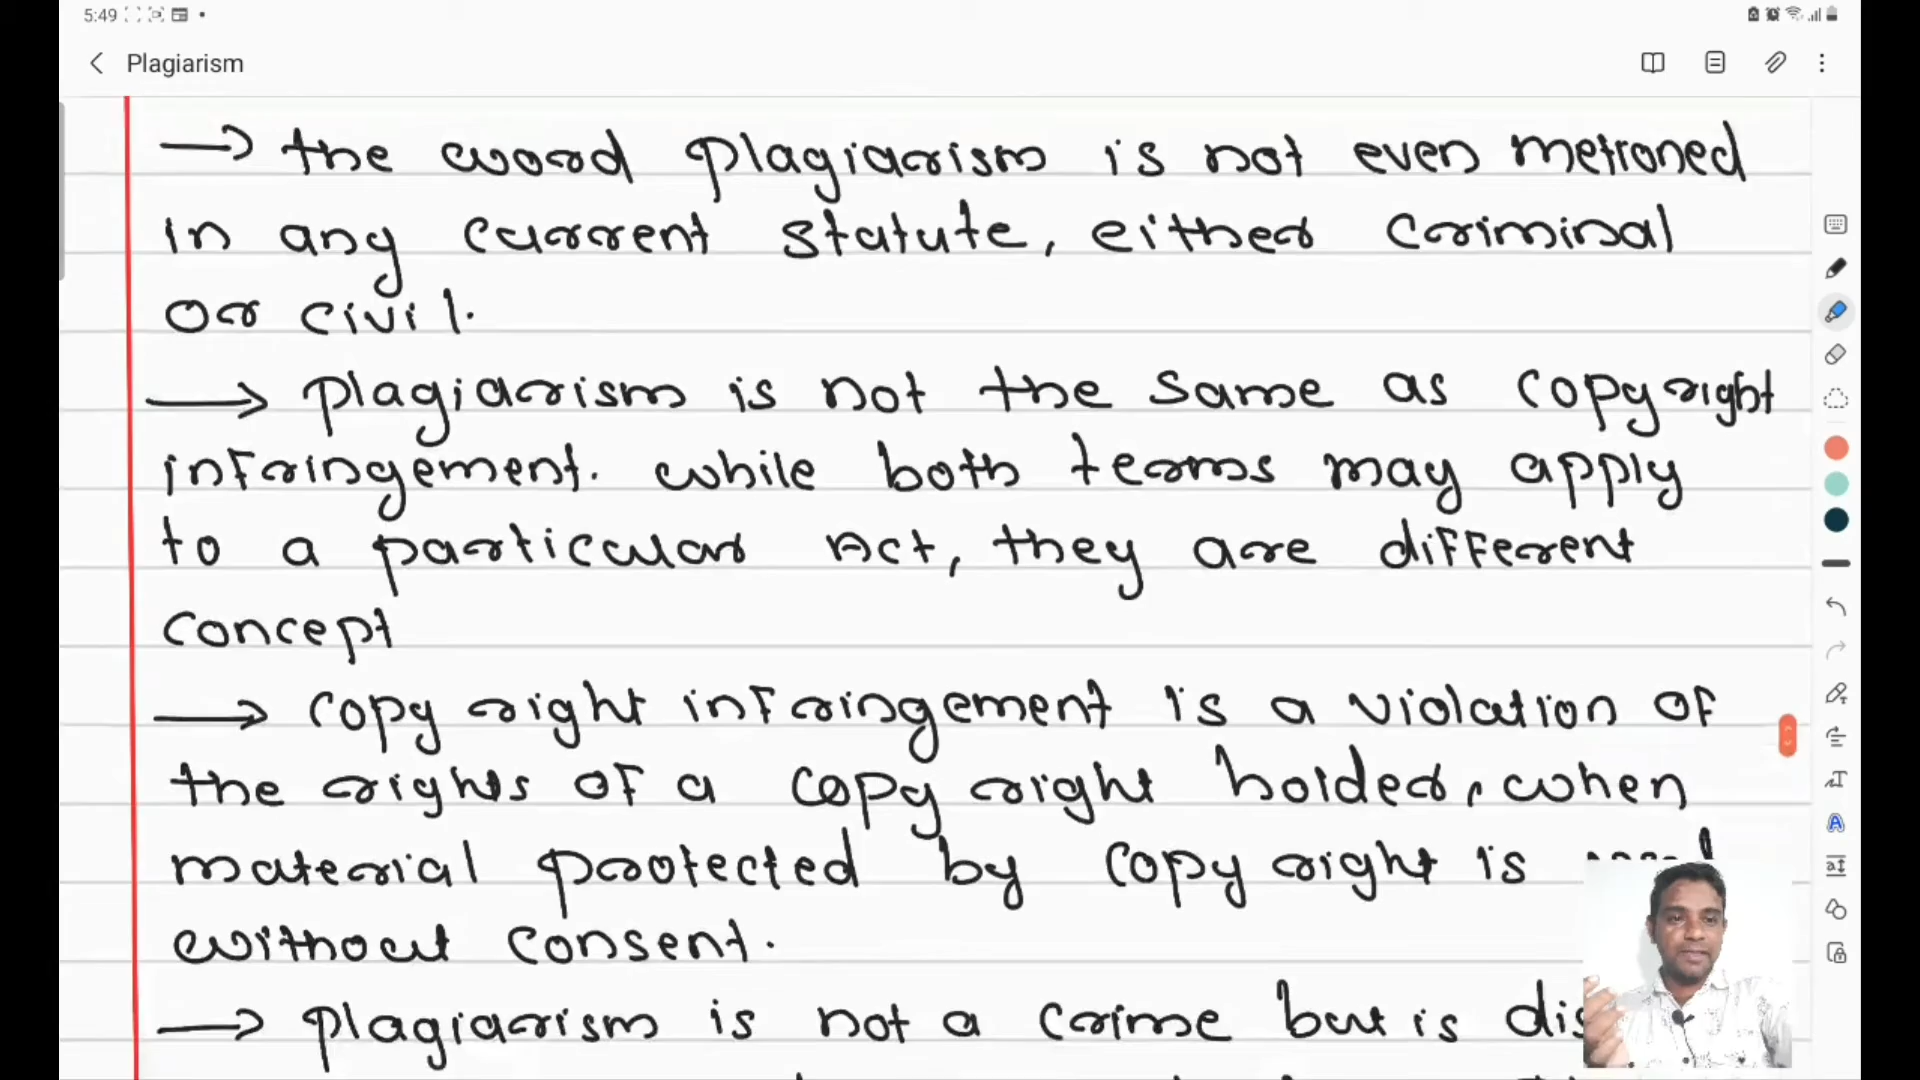 5:49
Plagiarism
→ the word plagiarism is not even metroned
in any current statute, either criminal
or civil.
→ plagiarism is not the same as copyright
infringement. while both terms may apply
to a particular Act, they are different
concept
→ copy right infringement is a violation of
the rights of a copy right holder, when
material protected by copy right is
without consent.
→ plagiarism is not a crime but is